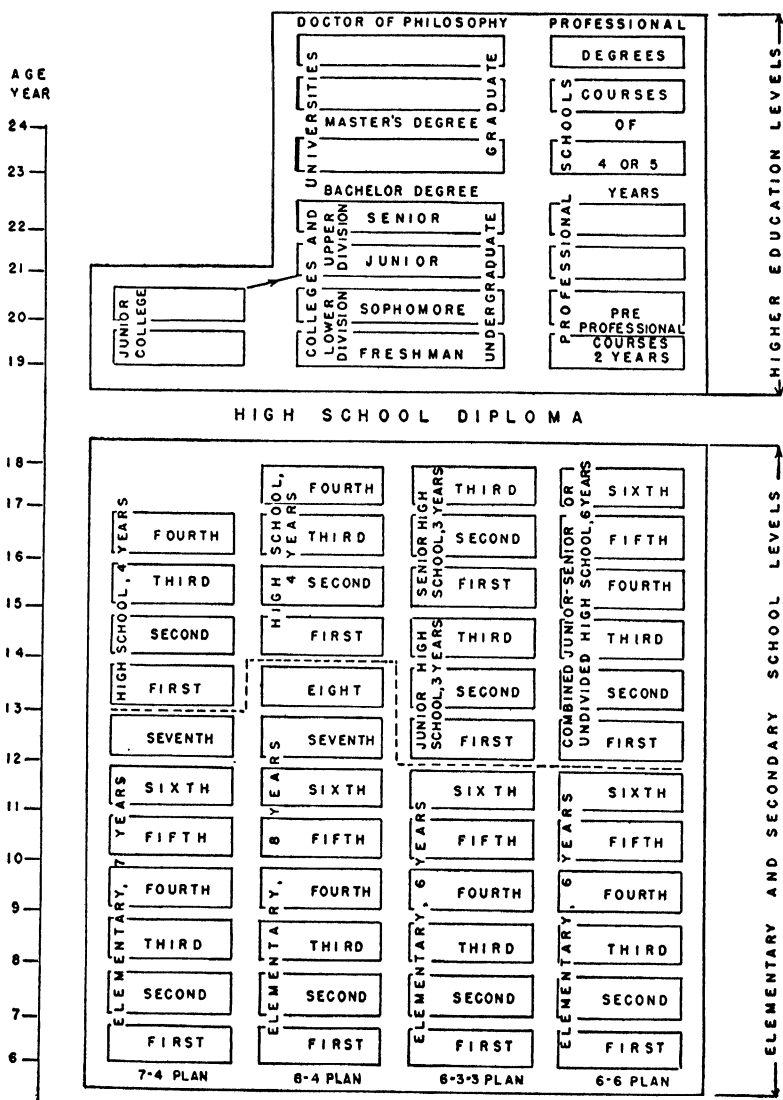 DOCTOR OF PHILOSOPHY
PROFESSIONAL
DEGREES
COURSES
OF
4 OR 5
YEARS
MASTER'S DEGREE
BACHELOR DEGREE
UNIVERSITIES
COLLEGES AND
GRADUATE
UNDERGRADUATE
UPPER
DIVISION
LOWER
DIVISION
SENIOR
JUNIOR
SOPHOMORE
FRESHMAN
PROFESSIONAL SCHOOLS
PRE
PROFESSIONAL
COURSES
2 YEARS
JUNIOR
COLLEGE
HIGHER EDUCATION LEVELS
AGE
YEAR
24
23
22
21
20
19
HIGH SCHOOL DIPLOMA
18
17
16
15
14
13
12
11
10
9
8
7
6
HIGH SCHOOL, 4 YEARS
FOURTH
THIRD
SECOND
FIRST
ELEMENTARY, 7 YEARS
SEVENTH
SIXTH
FIFTH
FOURTH
THIRD
SECOND
FIRST
7-4 PLAN
HIGH SCHOOL,
4 YEARS
FOURTH
THIRD
SECOND
FIRST
ELEMENTARY, 8 YEARS
EIGHT
SEVENTH
SIXTH
FIFTH
FOURTH
THIRD
SECOND
FIRST
8-4 PLAN
SENIOR HIGH
SCHOOL, 3 YEARS
THIRD
SECOND
FIRST
JUNIOR HIGH
SCHOOL, 3 YEARS
THIRD
SECOND
FIRST
ELEMENTARY, 6 YEARS
SIXTH
FIFTH
FOURTH
THIRD
SECOND
FIRST
6-3-3 PLAN
COMBINED JUNIOR-SENIOR OR
UNDIVIDED HIGH SCHOOL, 6 YEARS
SIXTH
FIFTH
FOURTH
THIRD
SECOND
FIRST
ELEMENTARY, 6 YEARS
SIXTH
FIFTH
FOURTH
THIRD
SECOND
FIRST
6-6 PLAN
ELEMENTARY AND SECONDARY SCHOOL LEVELS